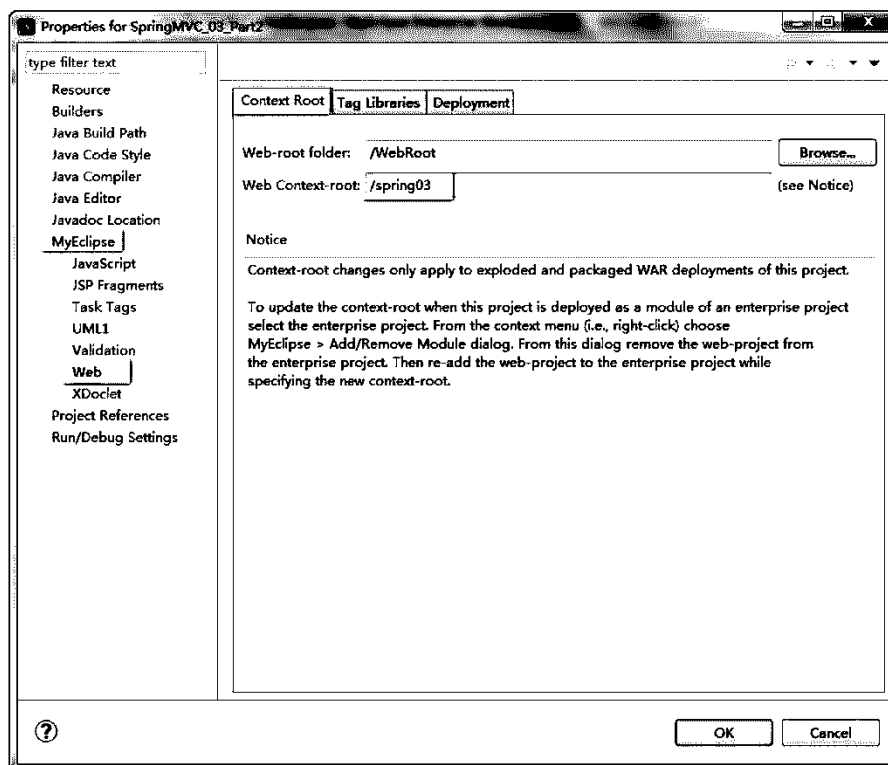 Properties for SpringMVC_03_Part2
type filter text
Resource
Builders
Java Build Path
Java Code Style
Java Compiler
Java Editor
Javadoc Location
MyEclipse
JavaScript
JSP Fragments
Task Tags
UML1
Validation
Web
XDoclet
Project References
Run/Debug Settings
Context Root Tag Libraries Deployment
Web-root folder: /WebRoot Browse...
Web Context-root: /spring03 (see Notice)
Notice
Context-root changes only apply to exploded and packaged WAR deployments of this project.
To update the context-root when this project is deployed as a module of an enterprise project
select the enterprise project. From the context menu (i.e., right-click) choose
MyEclipse > Add/Remove Module dialog. From this dialog remove the web-project from
the enterprise project. Then re-add the web-project to the enterprise project while
specifying the new context-root.
OK Cancel